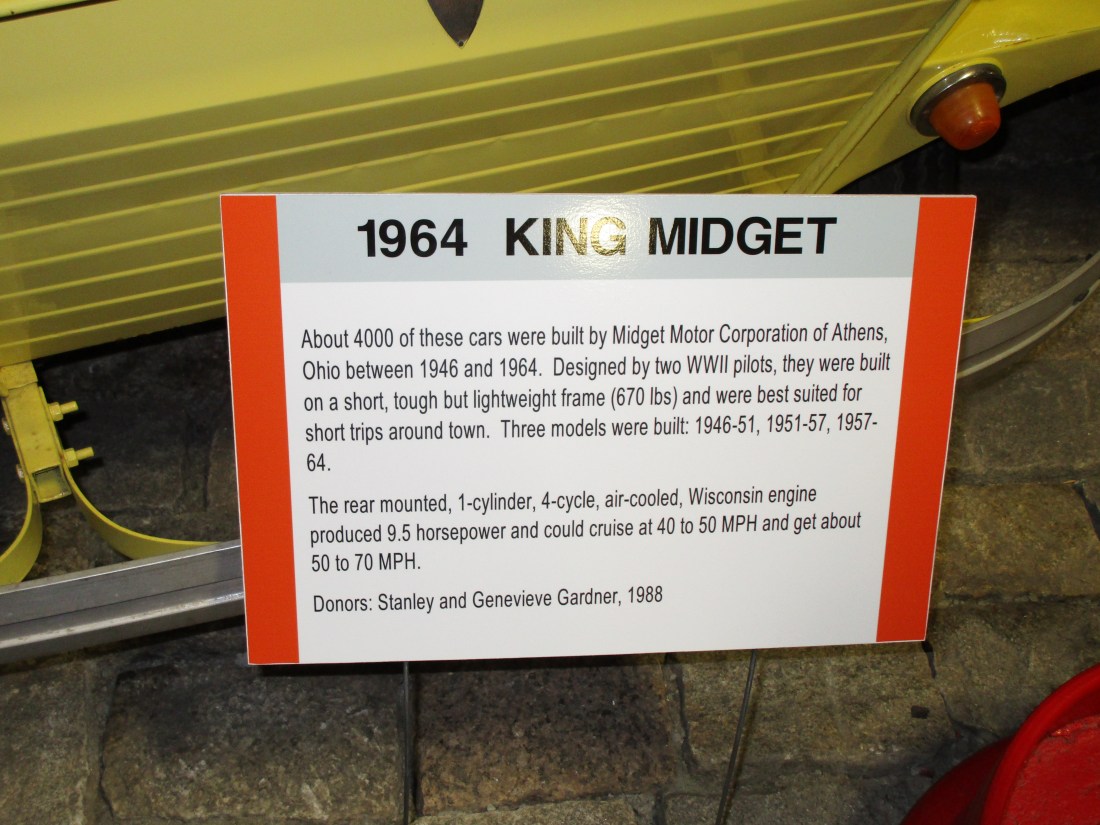 1964 KING MIDGET
About 4000 of these cars were built by Midget Motor Corporation of Athens,
Ohio between 1946 and 1964. Designed by two WWII pilots, they were built
on a short, tough but lightweight frame (670 lbs) and were best suited for
short trips around town. Three models were built: 1946-51, 1951-57, 1957-
64.
The rear mounted, 1-cylinder, 4-cycle, air-cooled, Wisconsin engine
produced 9.5 horsepower and could cruise at 40 to 50 MPH and get about
50 to 70 MPH.
Donors: Stanley and Genevieve Gardner, 1988